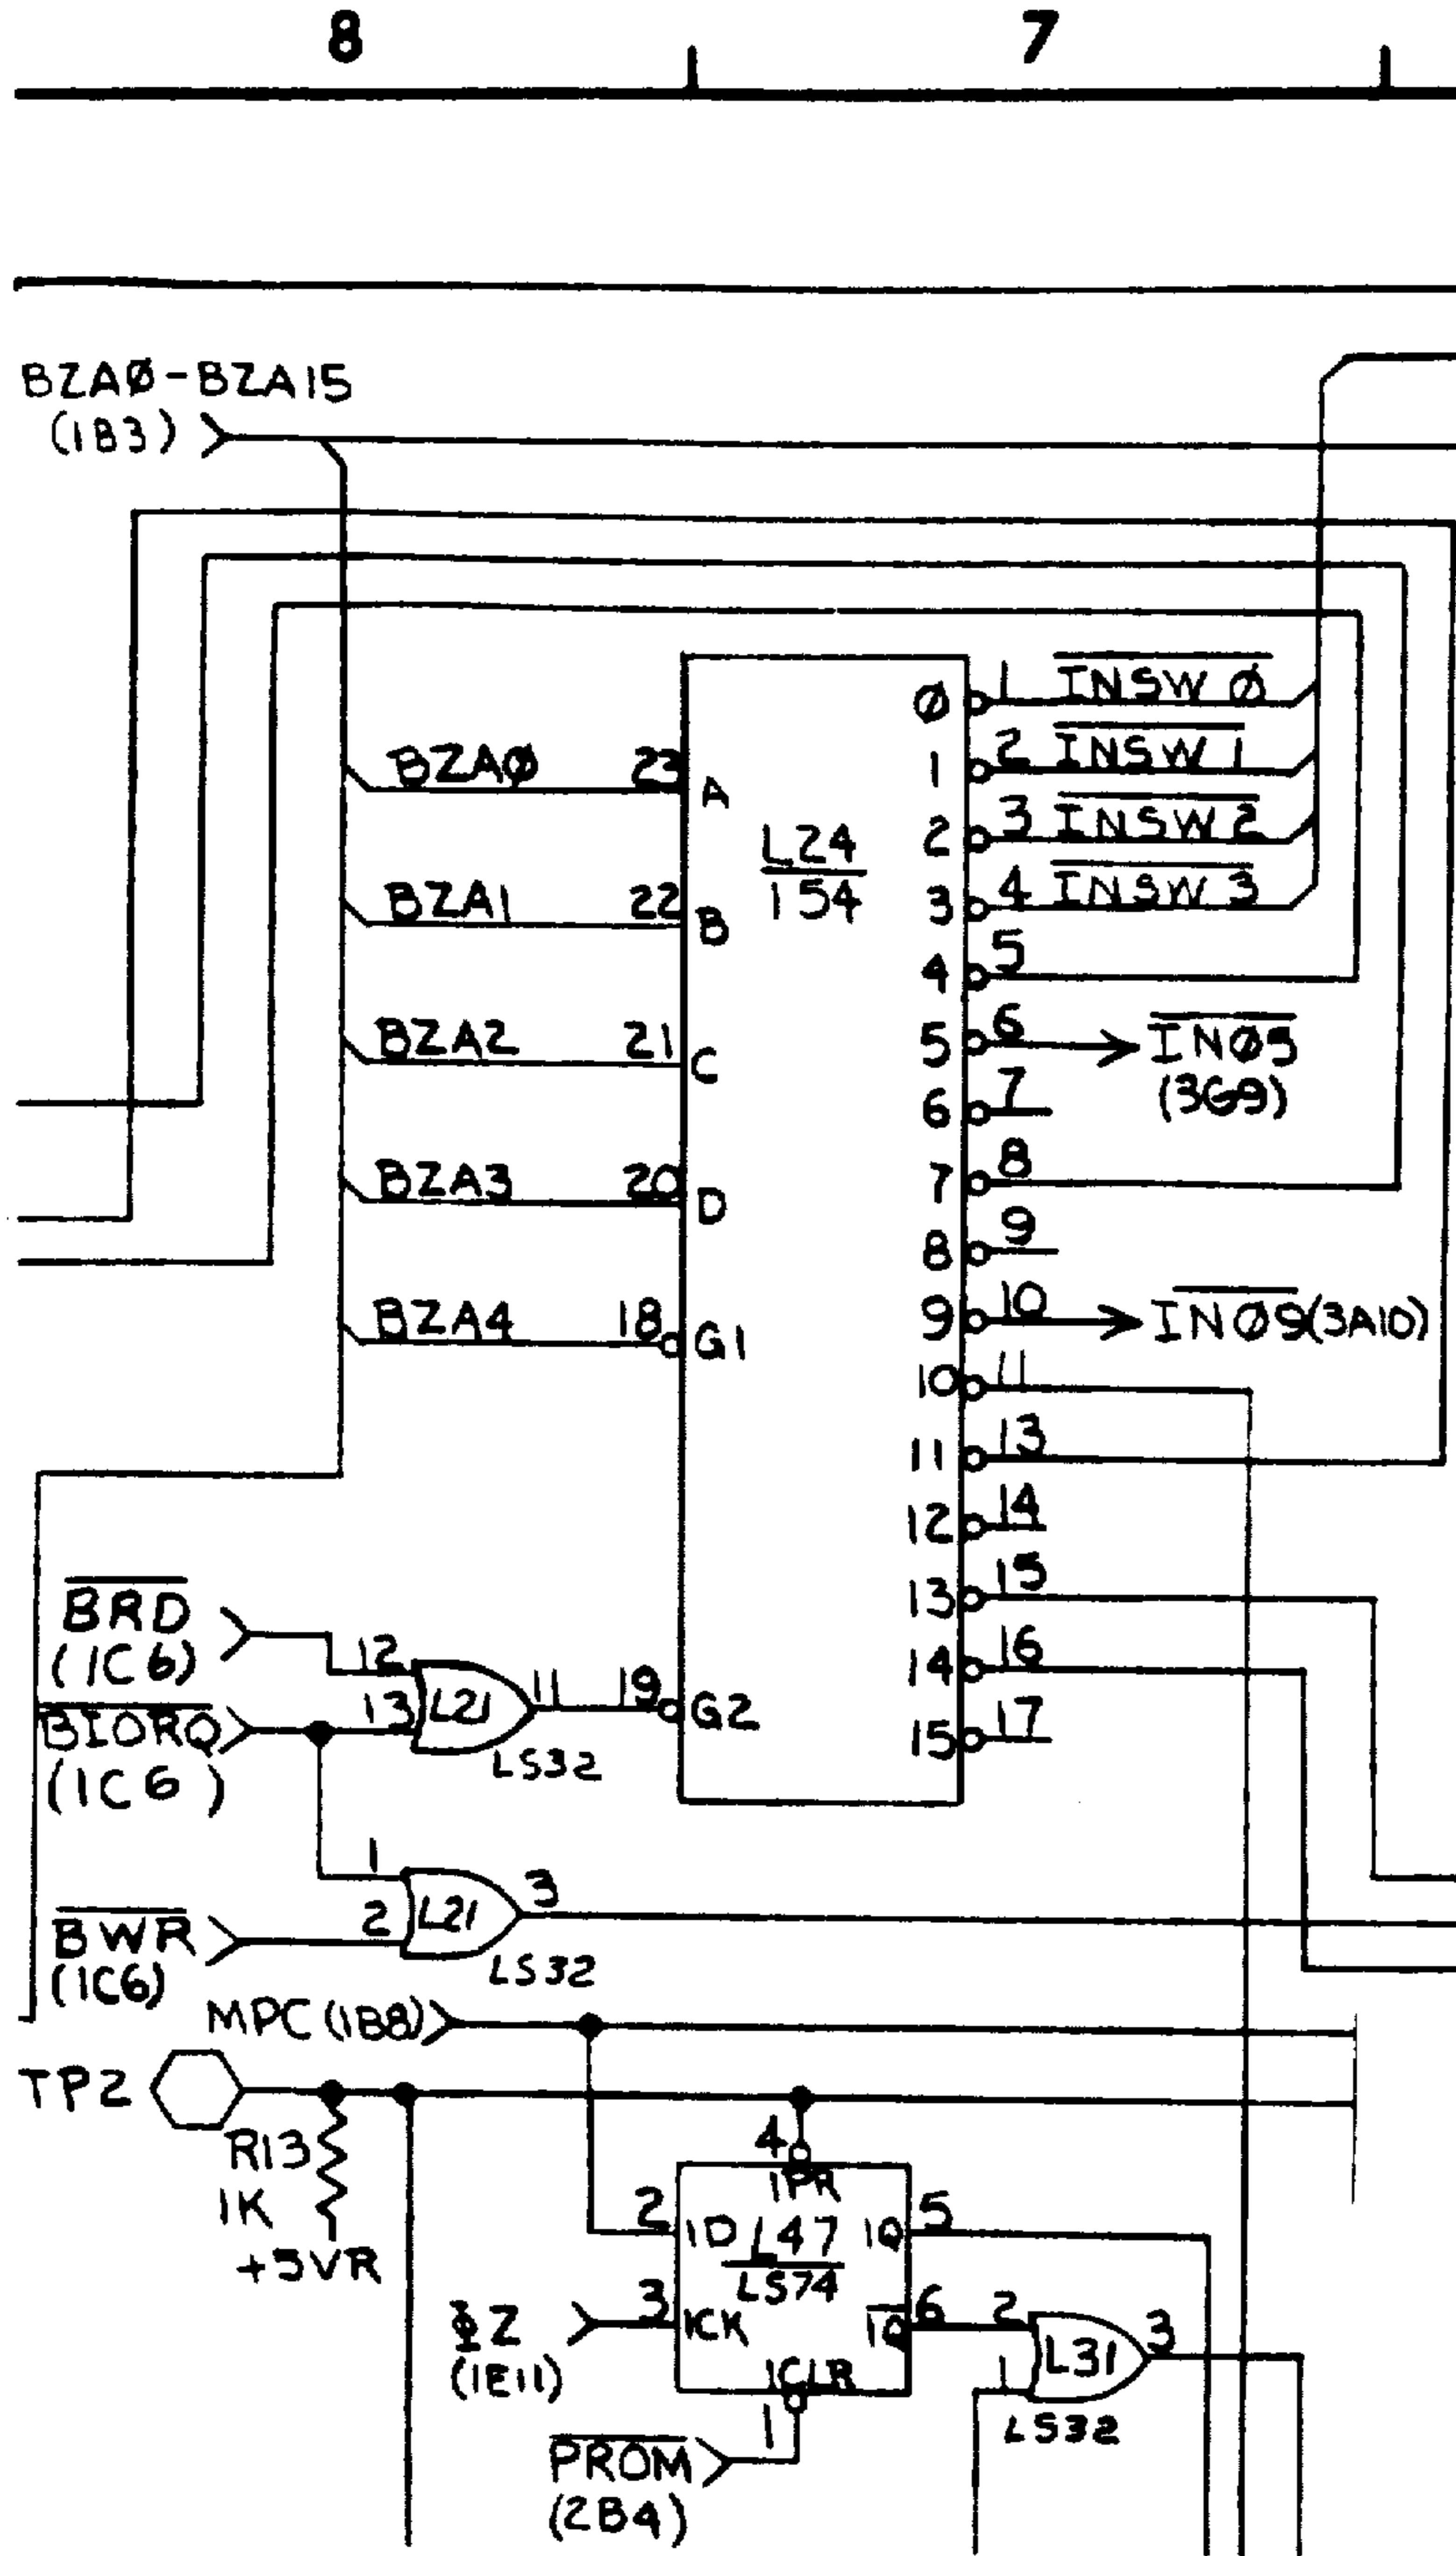 8 7
BZAØ-BZA15
(1B3)
Ø 1 INSW Ø
1 2 INSW 1
BZAØ 23 A
2 3 INSW 2
L24
154
3 4 INSW 3
BZA1 22 B
4 5
5 6 INØ5
(3G9)
BZA2 21 C
6 7
7 8
BZA3 20 D
8 9
9 10 INØ9(3A10)
BZA4 18 G1
10 11
11 13
12 14
13 15
BRD
(1C6)
12
14 16
13 L21 11 19 G2
BIORQ
(1C6)
LS32
15 17
1
2 L21 3
BWR
(1C6)
LS32
MPC(1B8)
TP2
R13
1K
+5VR
4
1PR
2 1D L47 1Q 5
LS74
ΦZ
(1E11)
3 1CK 1Q 6 2 L31 3
1CLR 1
1 LS32
PROM
(2B4)